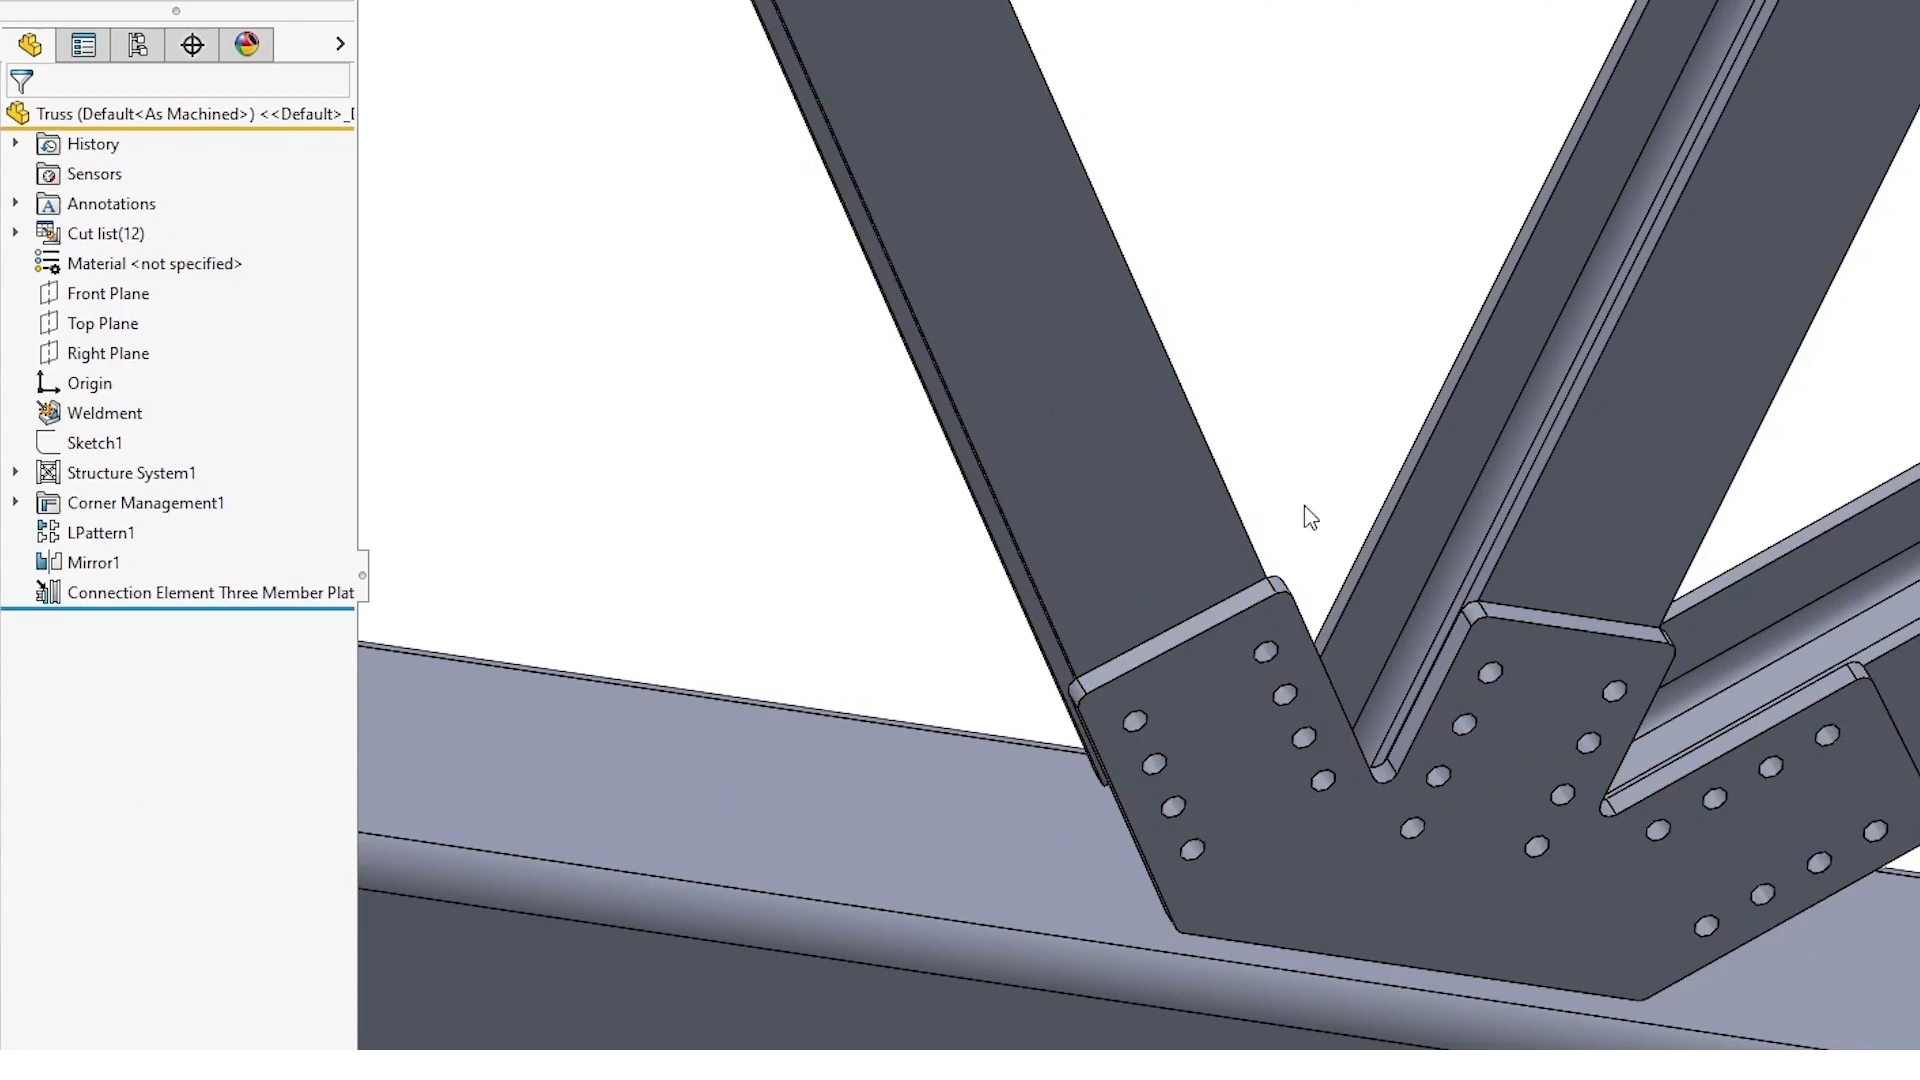 Truss (Default<As Machined>) <<Default>_D
History
Sensors
Annotations
Cut list(12)
Material <not specified>
Front Plane
Top Plane
Right Plane
Origin
Weldment
Sketch1
Structure System1
Corner Management1
LPattern1
Mirror1
Connection Element Three Member Plat